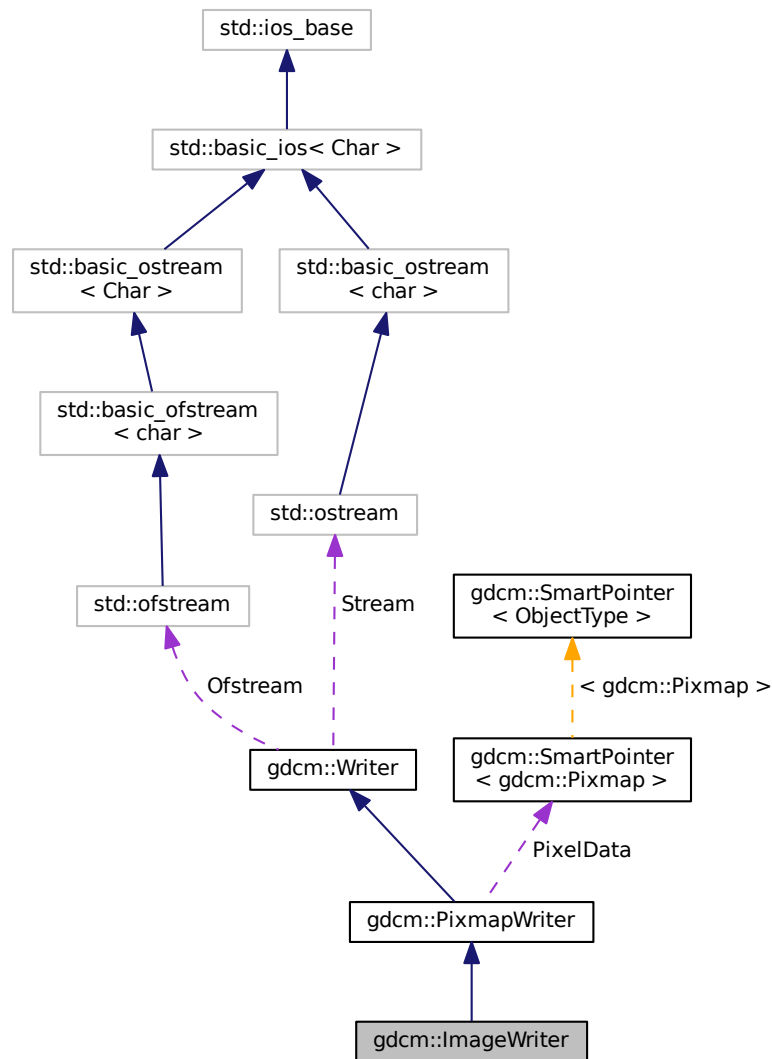 std::ios_base
std::basic_ios< Char >
std::basic_ostream
< Char >
std::basic_ostream
< char >
std::basic_ofstream
< char >
std::ostream
std::ofstream
Stream
gdcm::SmartPointer
< ObjectType >
Ofstream
< gdcm::Pixmap >
gdcm::Writer
gdcm::SmartPointer
< gdcm::Pixmap >
PixelData
gdcm::PixmapWriter
gdcm::ImageWriter